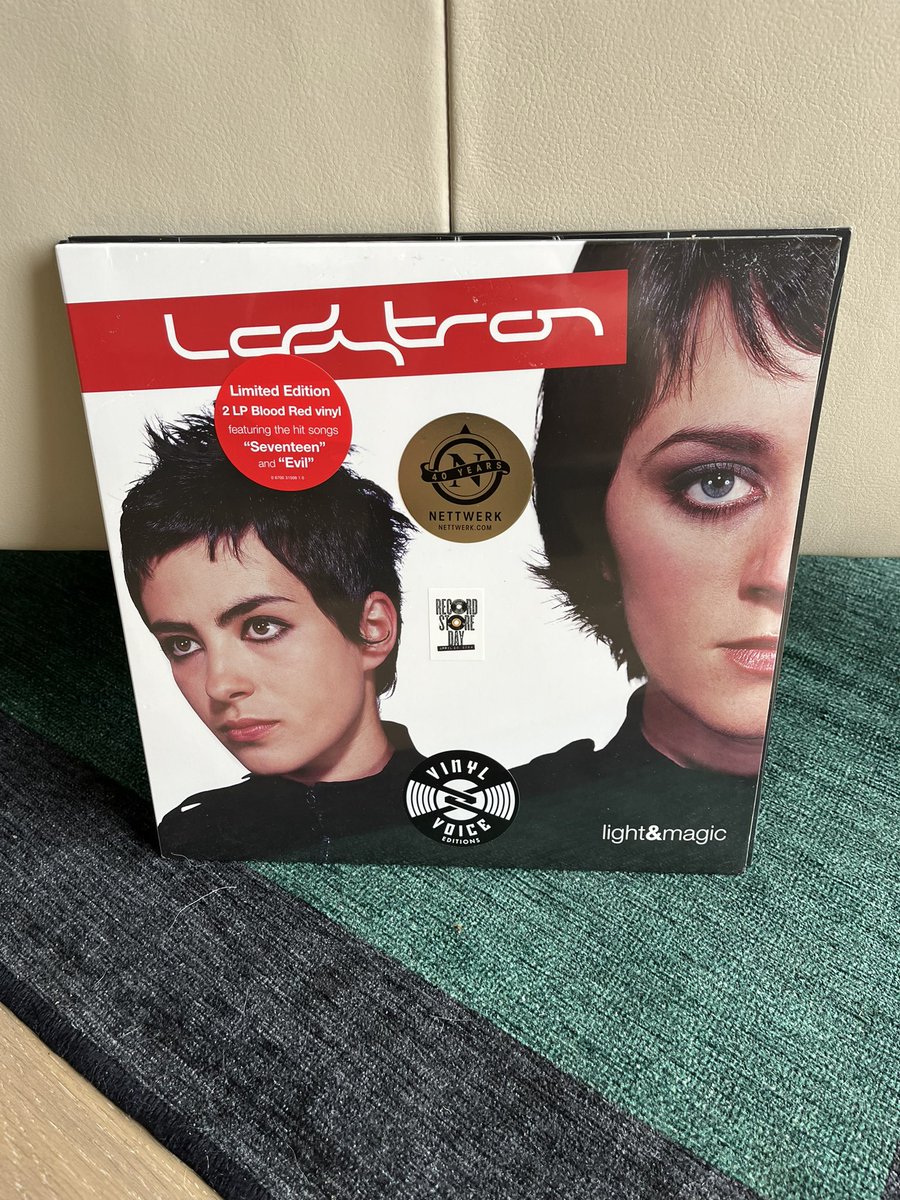 Ladytron
Limited Edition
2 LP Blood Red vinyl
featuring the hit songs
“Seventeen”
and “Evil”
N
40 YEARS
NETTWERK
NETTWERK.COM
RECORD
STORE
DAY
VINYL
VOICE
EDITIONS
light&magic